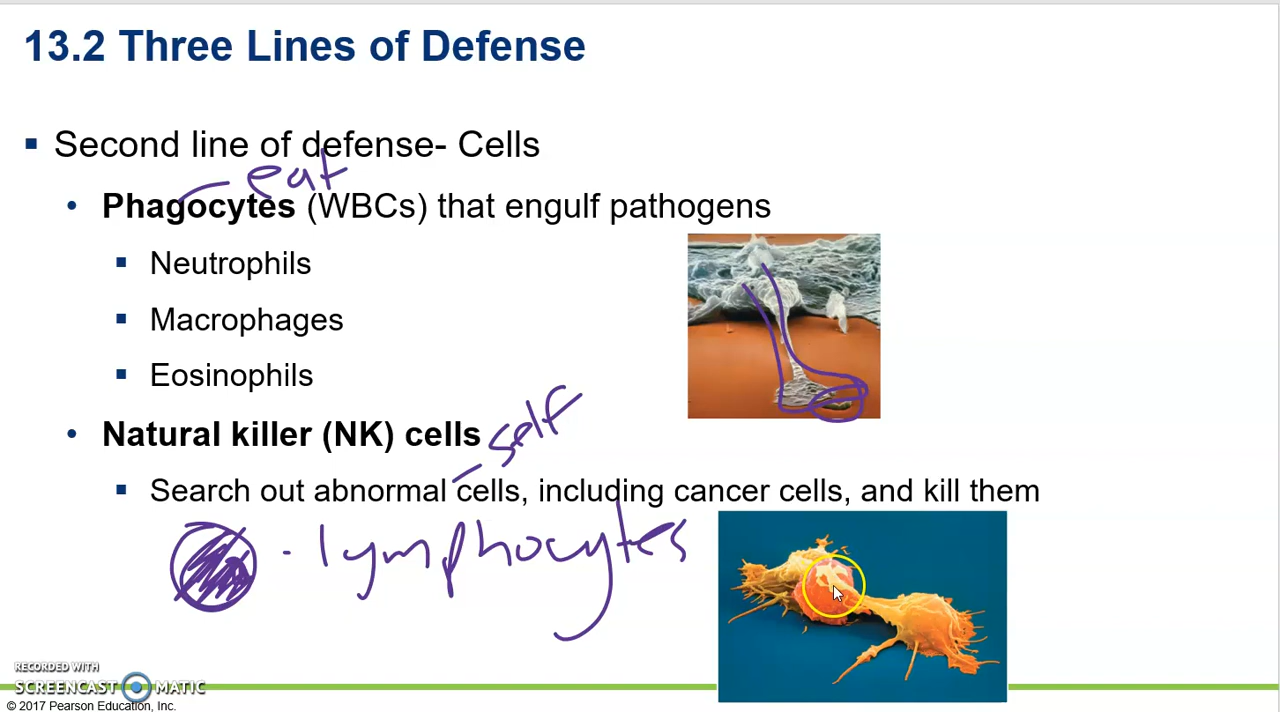 13.2 Three Lines of Defense
▪ Second line of defense- Cells
eat
• Phagocytes (WBCs) that engulf pathogens
▪ Neutrophils
▪ Macrophages
▪ Eosinophils
self
• Natural killer (NK) cells
▪ Search out abnormal cells, including cancer cells, and kill them
· lymphocytes
RECORDED WITH
SCREENCAST MATIC
© 2017 Pearson Education, Inc.